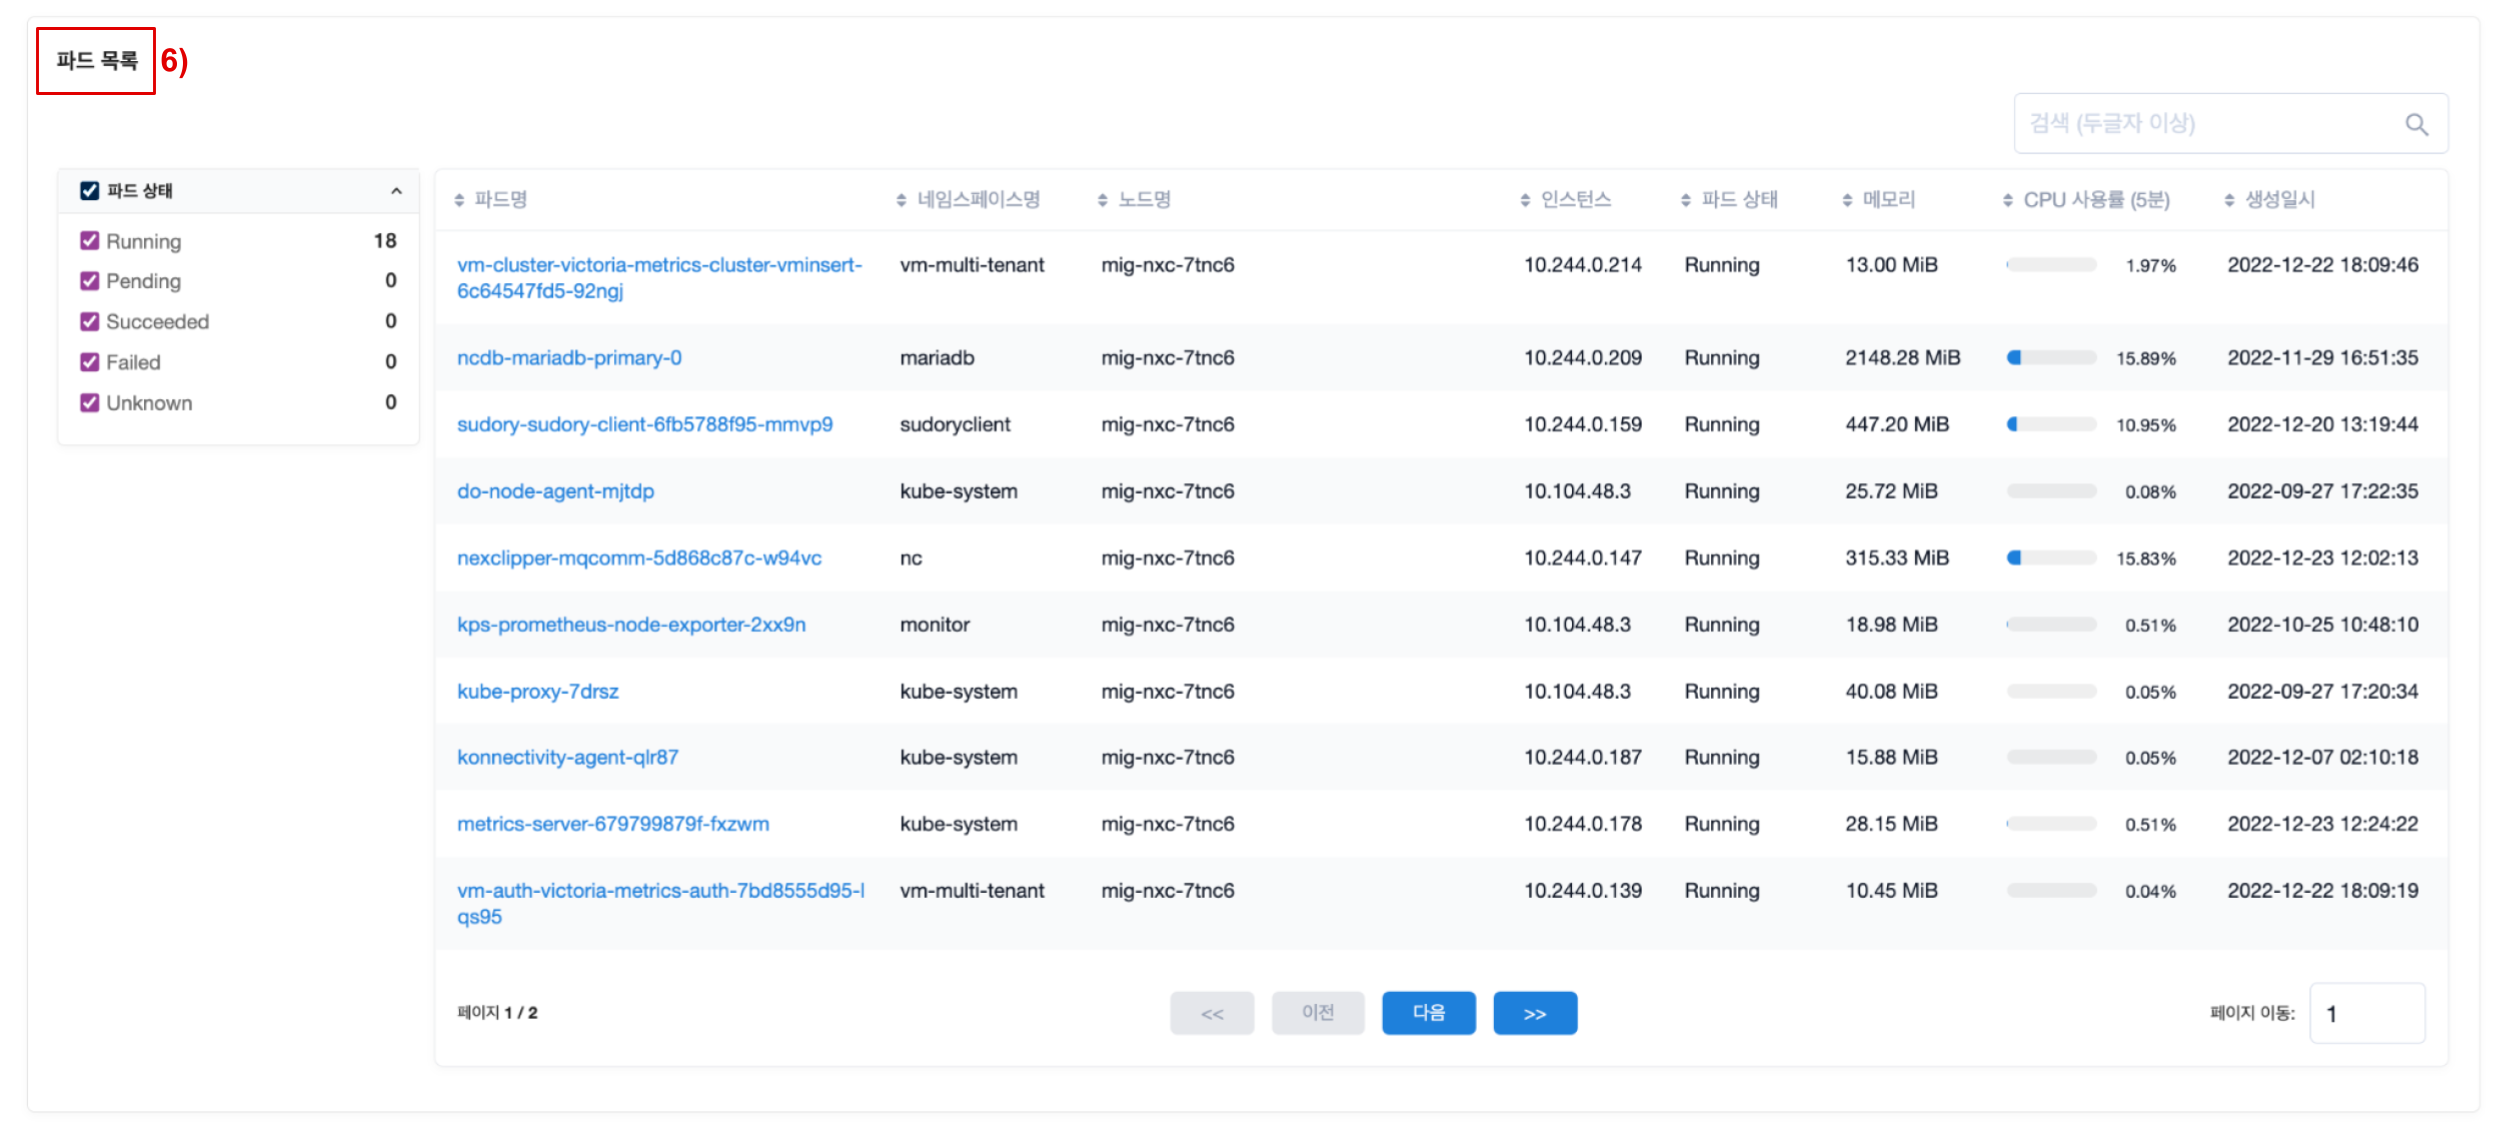 파드 목록 6)
검색 (두글자 이상)
파드 상태
Running 18
Pending 0
Succeeded 0
Failed 0
Unknown 0
파드명 네임스페이스명 노드명 인스턴스 파드 상태 메모리 CPU 사용률 (5분) 생성일시
vm-cluster-victoria-metrics-cluster-vminsert- vm-multi-tenant mig-nxc-7tnc6 10.244.0.214 Running 13.00 MiB 1.97% 2022-12-22 18:09:46
6c64547fd5-92ngj
ncdb-mariadb-primary-0 mariadb mig-nxc-7tnc6 10.244.0.209 Running 2148.28 MiB 15.89% 2022-11-29 16:51:35
sudory-sudory-client-6fb5788f95-mmvp9 sudoryclient mig-nxc-7tnc6 10.244.0.159 Running 447.20 MiB 10.95% 2022-12-20 13:19:44
do-node-agent-mjtdp kube-system mig-nxc-7tnc6 10.104.48.3 Running 25.72 MiB 0.08% 2022-09-27 17:22:35
nexclipper-mqcomm-5d868c87c-w94vc nc mig-nxc-7tnc6 10.244.0.147 Running 315.33 MiB 15.83% 2022-12-23 12:02:13
kps-prometheus-node-exporter-2xx9n monitor mig-nxc-7tnc6 10.104.48.3 Running 18.98 MiB 0.51% 2022-10-25 10:48:10
kube-proxy-7drsz kube-system mig-nxc-7tnc6 10.104.48.3 Running 40.08 MiB 0.05% 2022-09-27 17:20:34
konnectivity-agent-qlr87 kube-system mig-nxc-7tnc6 10.244.0.187 Running 15.88 MiB 0.05% 2022-12-07 02:10:18
metrics-server-679799879f-fxzwm kube-system mig-nxc-7tnc6 10.244.0.178 Running 28.15 MiB 0.51% 2022-12-23 12:24:22
vm-auth-victoria-metrics-auth-7bd8555d95-l vm-multi-tenant mig-nxc-7tnc6 10.244.0.139 Running 10.45 MiB 0.04% 2022-12-22 18:09:19
qs95
페이지 1 / 2 << 이전 다음 >> 페이지 이동: 1